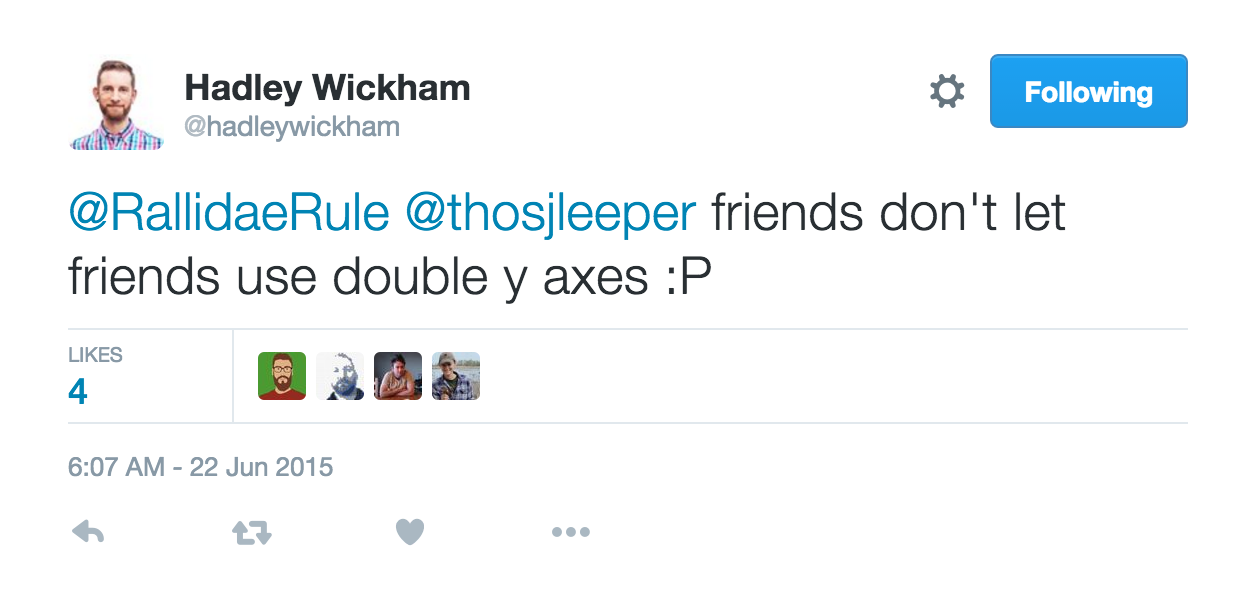 Hadley Wickham
@hadleywickham
Following
@RallidaeRule @thosjleeper friends don't let
friends use double y axes :P
LIKES
4
6:07 AM - 22 Jun 2015